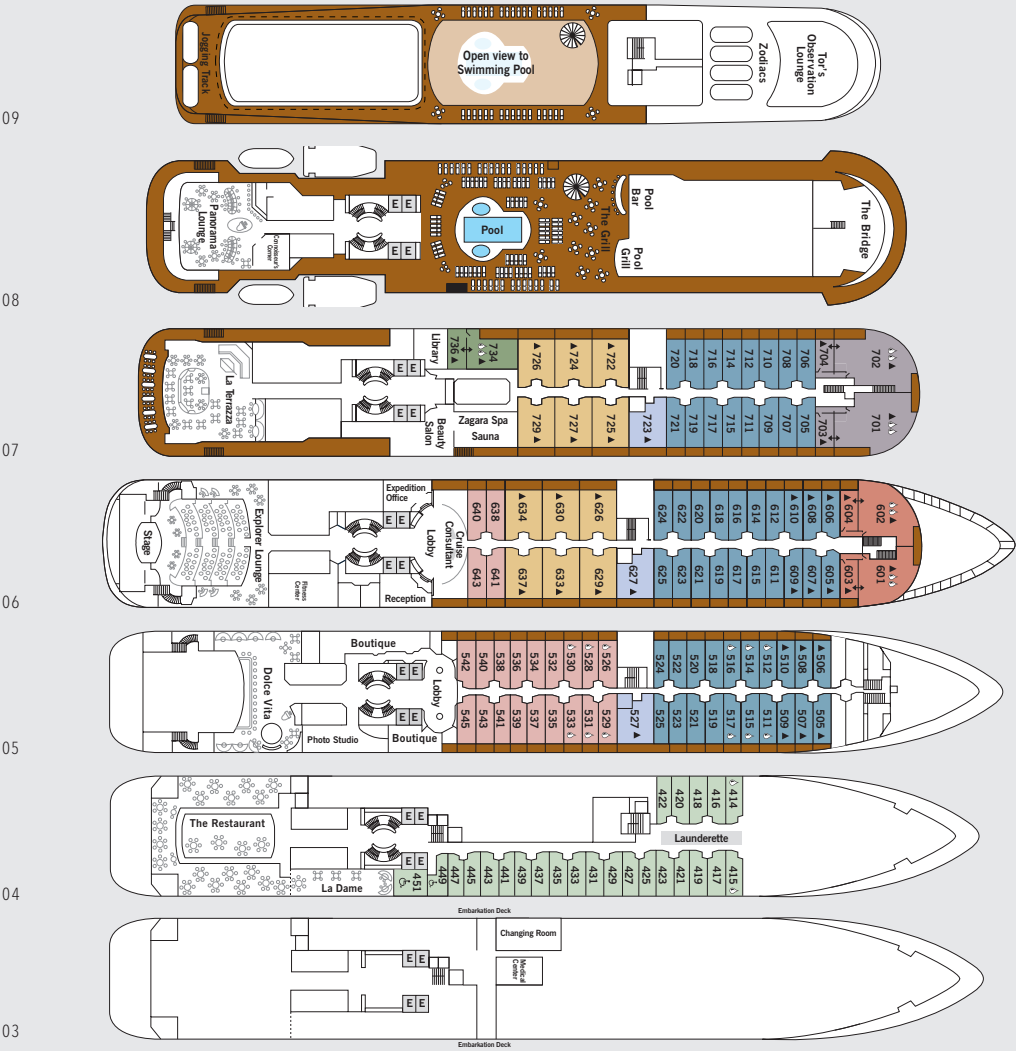 Jogging Track
Open view to
Swimming Pool
Zodiacs
Tor's
Observation
Lounge
09
Panorama
Lounge
Connoisseur's
Corner
E E
E E
Pool
The Grill
Pool
Bar
Pool
Grill
The Bridge
08
La Terrazza
Library
E E
E E
Beauty
Salon
736 734
Zagara Spa
Sauna
726 724 722
720 718 716 714 712 710 708 706 704 702
729 727 725 723 721 719 717 715 711 709 707 705 703 701
07
Stage
Explorer Lounge
Fitness
Center
Expedition
Office
E E
E E
Lobby
Reception
Cruise
Consultant
640 638 634 630 626 624 622 620 618 616 614 612 610 608 606 604 602
643 641 637 633 629 627 625 623 621 619 617 615 611 609 607 605 603 601
06
Dolce Vita
Boutique
E E
E E
Photo Studio
Boutique
Lobby
542 540 538 536 534 532 530 528 526 524 522 520 518 516 514 512 510 508 506
545 543 541 539 537 535 533 531 529 527 525 523 521 519 517 515 511 509 507 505
05
The Restaurant
E E
E E
La Dame
422 420 418 416 414
Launderette
451 449 447 445 443 441 439 437 435 433 431 429 427 425 423 421 419 417 415
04
Embarkation Deck
Changing Room
Medical
Center
E E
E E
03
Embarkation Deck